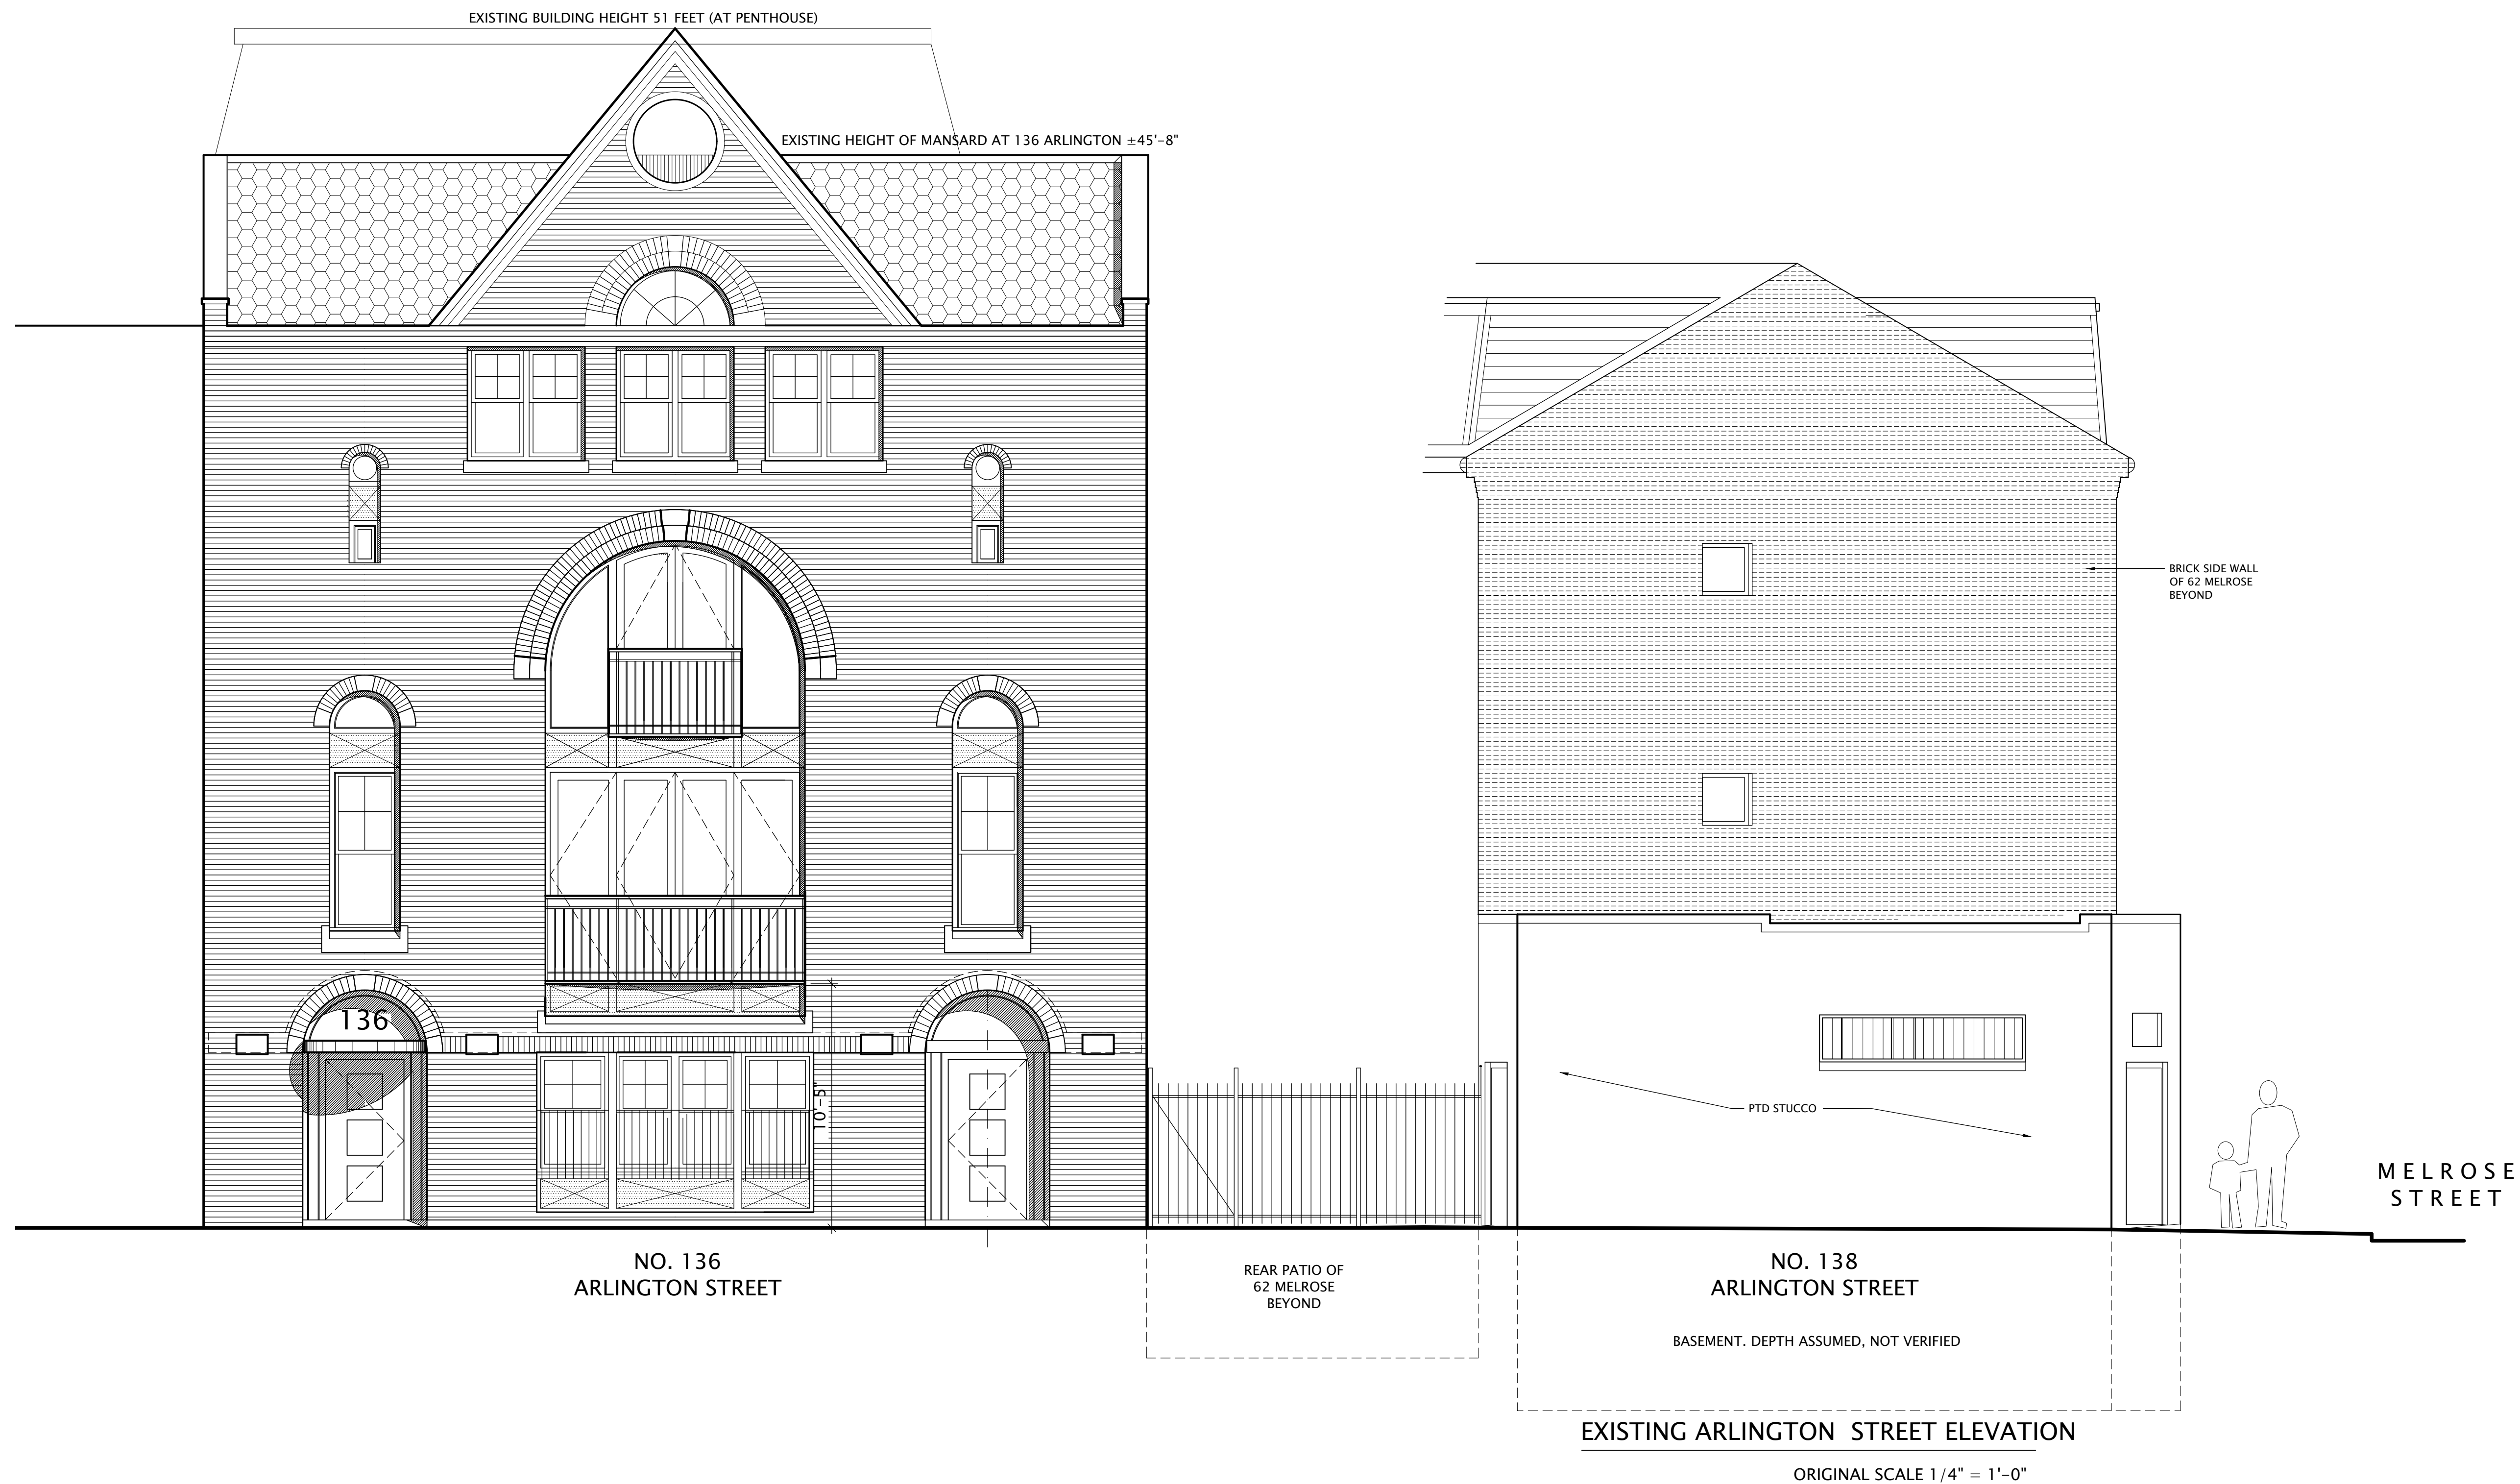 EXISTING BUILDING HEIGHT 51 FEET (AT PENTHOUSE)
EXISTING HEIGHT OF MANSARD AT 136 ARLINGTON ±45'-8"
BRICK SIDE WALL
OF 62 MELROSE
BEYOND
136
10'-5"
PTD STUCCO
MELROSE
STREET
NO. 136
ARLINGTON STREET
REAR PATIO OF
62 MELROSE
BEYOND
NO. 138
ARLINGTON STREET
BASEMENT. DEPTH ASSUMED, NOT VERIFIED
EXISTING ARLINGTON STREET ELEVATION
ORIGINAL SCALE 1/4" = 1'-0"